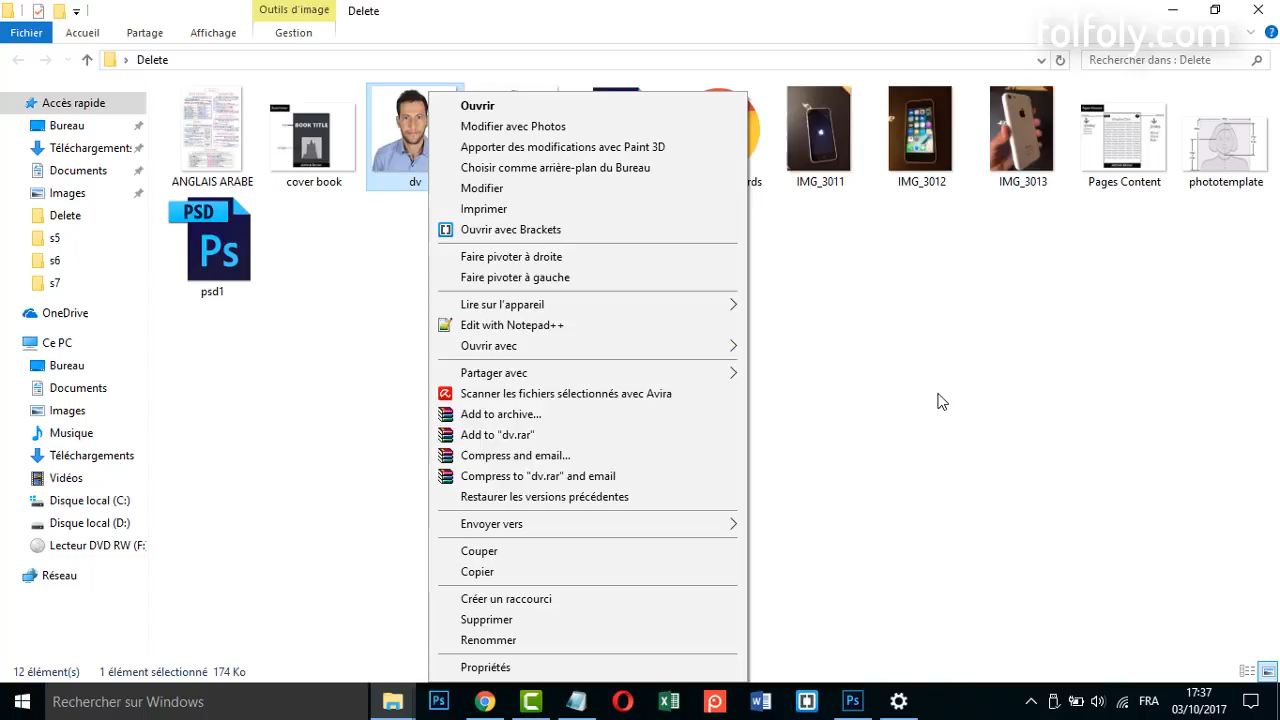 Outils d'image
Delete
folfoly.com
Fichier
Accueil
Partage
Affichage
Gestion
Delete
Rechercher dans : Delete
Accès rapide
Bureau
Téléchargement:
Documents
Images
Delete
s5
s6
s7
OneDrive
Ce PC
Bureau
Documents
Images
Musique
Téléchargements
Vidéos
Disque local (C:)
Disque local (D:)
Lecteur DVD RW (F:
Réseau
BOOK TITLE
ANGLAIS ARABE
cover book
dv
rds
IMG_3011
IMG_3012
IMG_3013
Pages Content
phototemplate
PSD
Ps
psd1
Ouvrir
Modifier avec Photos
Apporter des modifications avec Paint 3D
Choisir comme arrière-plan du Bureau
Modifier
Imprimer
Ouvrir avec Brackets
Faire pivoter à droite
Faire pivoter à gauche
Lire sur l'appareil
Edit with Notepad++
Ouvrir avec
Partager avec
Scanner les fichiers sélectionnés avec Avira
Add to archive...
Add to "dv.rar"
Compress and email...
Compress to "dv.rar" and email
Restaurer les versions précédentes
Envoyer vers
Couper
Copier
Créer un raccourci
Supprimer
Renommer
Propriétés
12 élément(s)
1 élément sélectionné 174 Ko
Rechercher sur Windows
Ps
Ps
FRA
17:37
03/10/2017